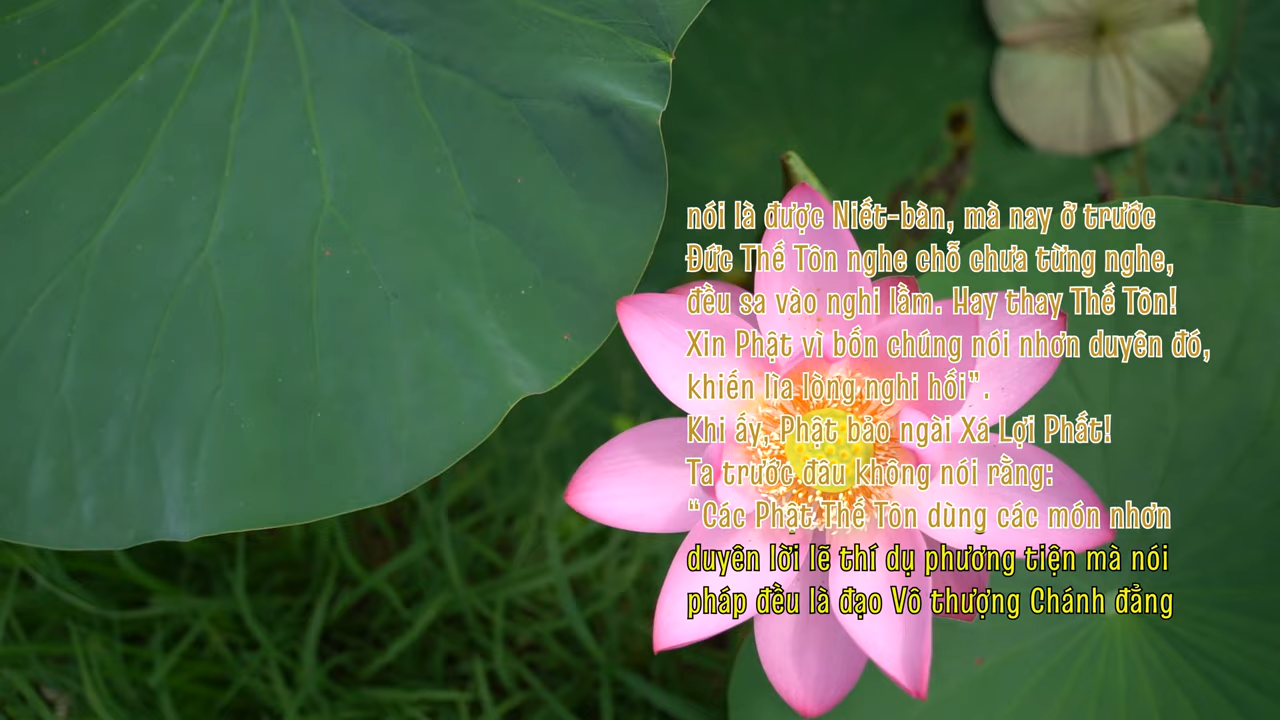 nói là được Niết-bàn, mà nay ở trước
Đức Thế Tôn nghe chỗ chưa từng nghe,
đều sa vào nghi lầm. Hay thay Thế Tôn!
Xin Phật vì bốn chúng nói nhơn duyên đó,
khiến lìa lòng nghi hối”.
Khi ấy, Phật bảo ngài Xá Lợi Phất!
Ta trước đâu không nói rằng:
“Các Phật Thế Tôn dùng các món nhơn
duyên lời lẽ thí dụ phương tiện mà nói
pháp đều là đạo Vô thượng Chánh đẳng